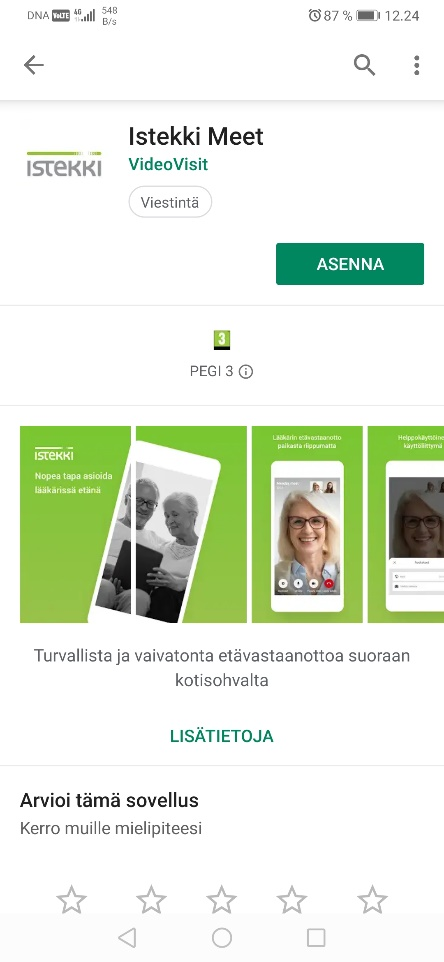 DNA VoLTE 4G 548 B/s 87 % 12.24
Istekki Meet
ISTEKKI
VideoVisit
Viestintä
ASENNA
3
PEGI 3
ISTEKKI
Nopea tapa asioida
lääkärissä etänä
Lääkärin etävastaanotto
paikasta riippumatta
Helppokäyttöine
käyttöliittymä
Turvallista ja vaivatonta etävastaanottoa suoraan
kotisohvalta
LISÄTIETOJA
Arvioi tämä sovellus
Kerro muille mielipiteesi